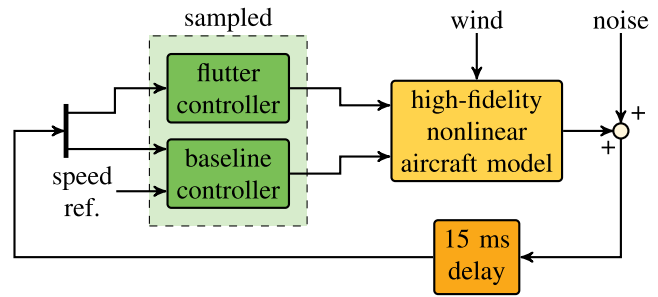 sampled
flutter
controller
baseline
controller
speed
ref.
wind
noise
high-fidelity
nonlinear
aircraft model
+
+
15 ms
delay